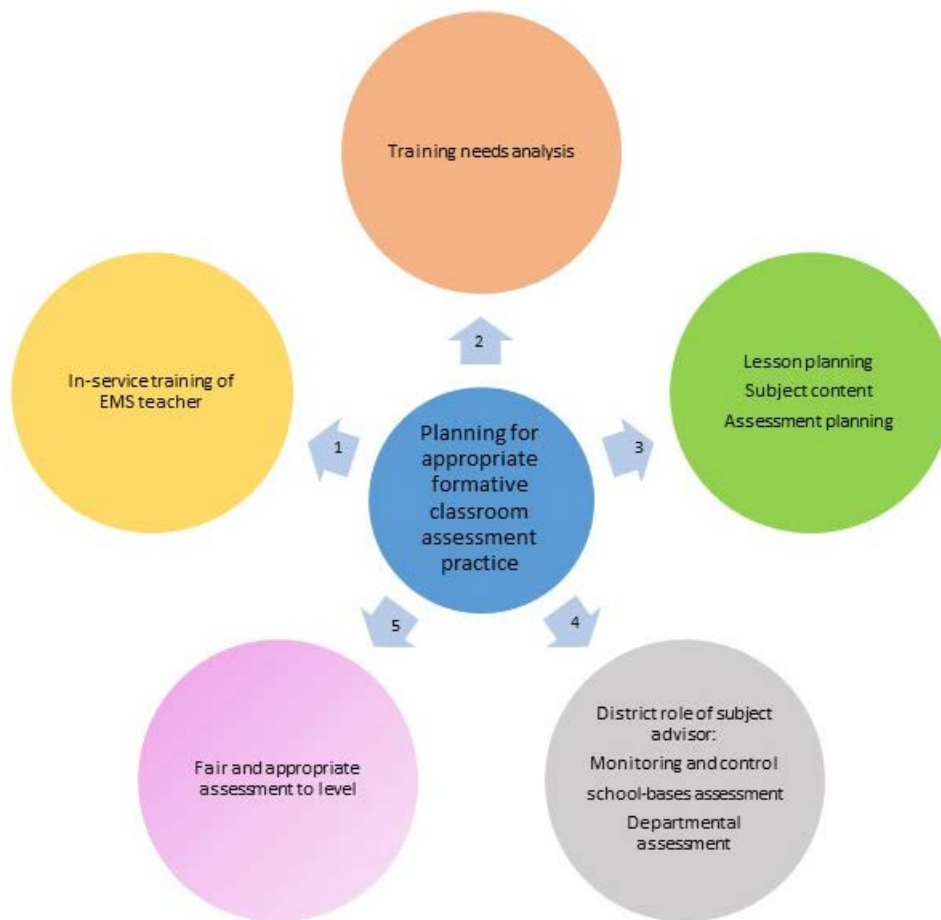 Training needs analysis
In-service training of
EMS teacher
Lesson planning
Subject content
Assessment planning
2
1
3
Planning for
appropriate
formative
classroom
assessment
practice
5
4
Fair and appropriate
assessment to level
District role of subject
advisor:
Monitoring and control
school-bases assessment
Departmental
assessment